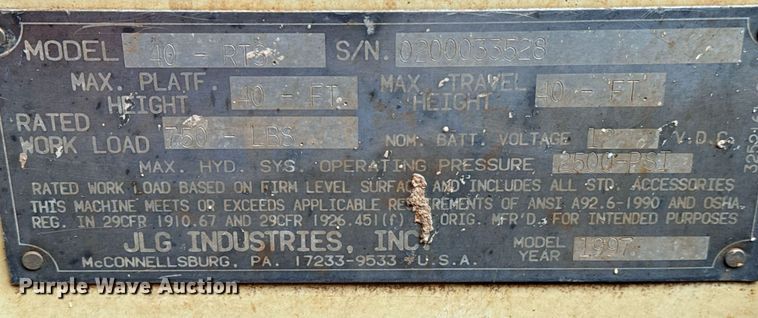 MODEL 40 - RTS S/N. 0200033528
MAX. PLATF. HEIGHT 40 - FT. MAX. TRAVEL HEIGHT 40 - FT.
RATED WORK LOAD 750 - LBS NOM. BATT. VOLTAGE V.D.C.
MAX. HYD. SYS. OPERATING PRESSURE 2500-PSI
RATED WORK LOAD BASED ON FIRM LEVEL SURFACE AND INCLUDES ALL STD. ACCESSORIES
THIS MACHINE MEETS OR EXCEEDS APPLICABLE REQUIREMENTS OF ANSI A92.6-1990 AND OSHA
REG. IN 29CFR 1910.67 AND 29CFR 1926.451(f) AS ORIG. MFR'D. FOR INTENDED PURPOSES
JLG INDUSTRIES, INC.
McCONNELLSBURG, PA. 17233-9533 U.S.A.
MODEL YEAR 1997
Purple Wave Auction